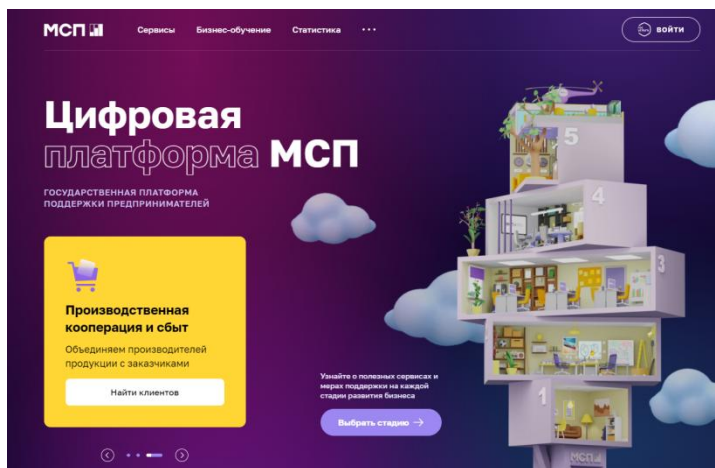 МСП
Сервисы
Бизнес-обучение
Статистика
войти
Цифровая
платформа МСП
ГОСУДАРСТВЕННАЯ ПЛАТФОРМА
ПОДДЕРЖКИ ПРЕДПРИНИМАТЕЛЕЙ
Производственная
кооперация и сбыт
Объединяем производителей
продукции с заказчиками
Найти клиентов
Узнайте о полезных сервисах и
мерах поддержки на каждой
стадии развития бизнеса
Выбрать стадию →
5
4
3
1
МСП